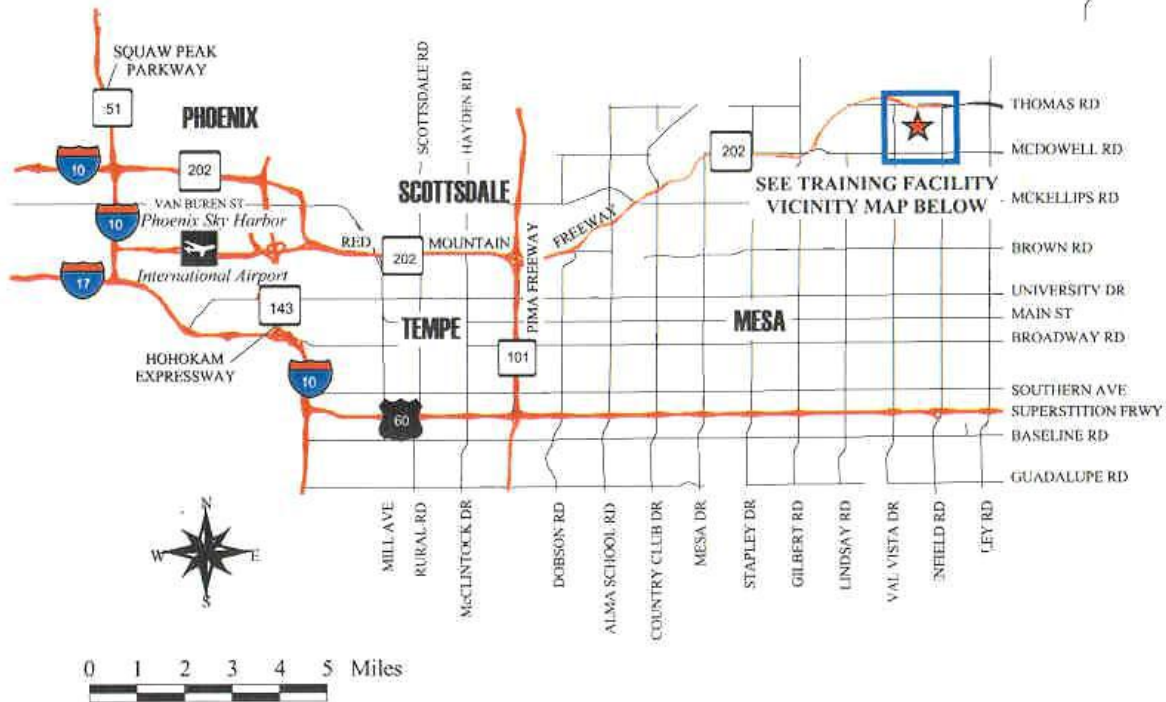 SQUAW PEAK
PARKWAY
51
PHOENIX
SCOTTSDALE RD
HAYDEN RD
10
202
VAN BUREN ST
10
Phoenix Sky Harbor
International Airport
17
143
HOHOKAM
EXPRESSWAY
10
SCOTTSDALE
RED
202
MOUNTAIN
FREEWAY
PIMA FREEWAY
TEMPE
101
60
202
SEE TRAINING FACILITY
VICINITY MAP BELOW
MESA
THOMAS RD
MCDOWELL RD
MCKELLIPS RD
BROWN RD
UNIVERSITY DR
MAIN ST
BROADWAY RD
SOUTHERN AVE
SUPERSTITION FRWY
BASELINE RD
GUADALUPE RD
MILL AVE
RURAL RD
McCLINTOCK DR
DOBSON RD
ALMA SCHOOL RD
COUNTRY CLUB DR
MESA DR
STAPLEY DR
GILBERT RD
LINDSAY RD
VAL VISTA DR
NFIELD RD
LEY RD
N
W E
S
0 1 2 3 4 5 Miles